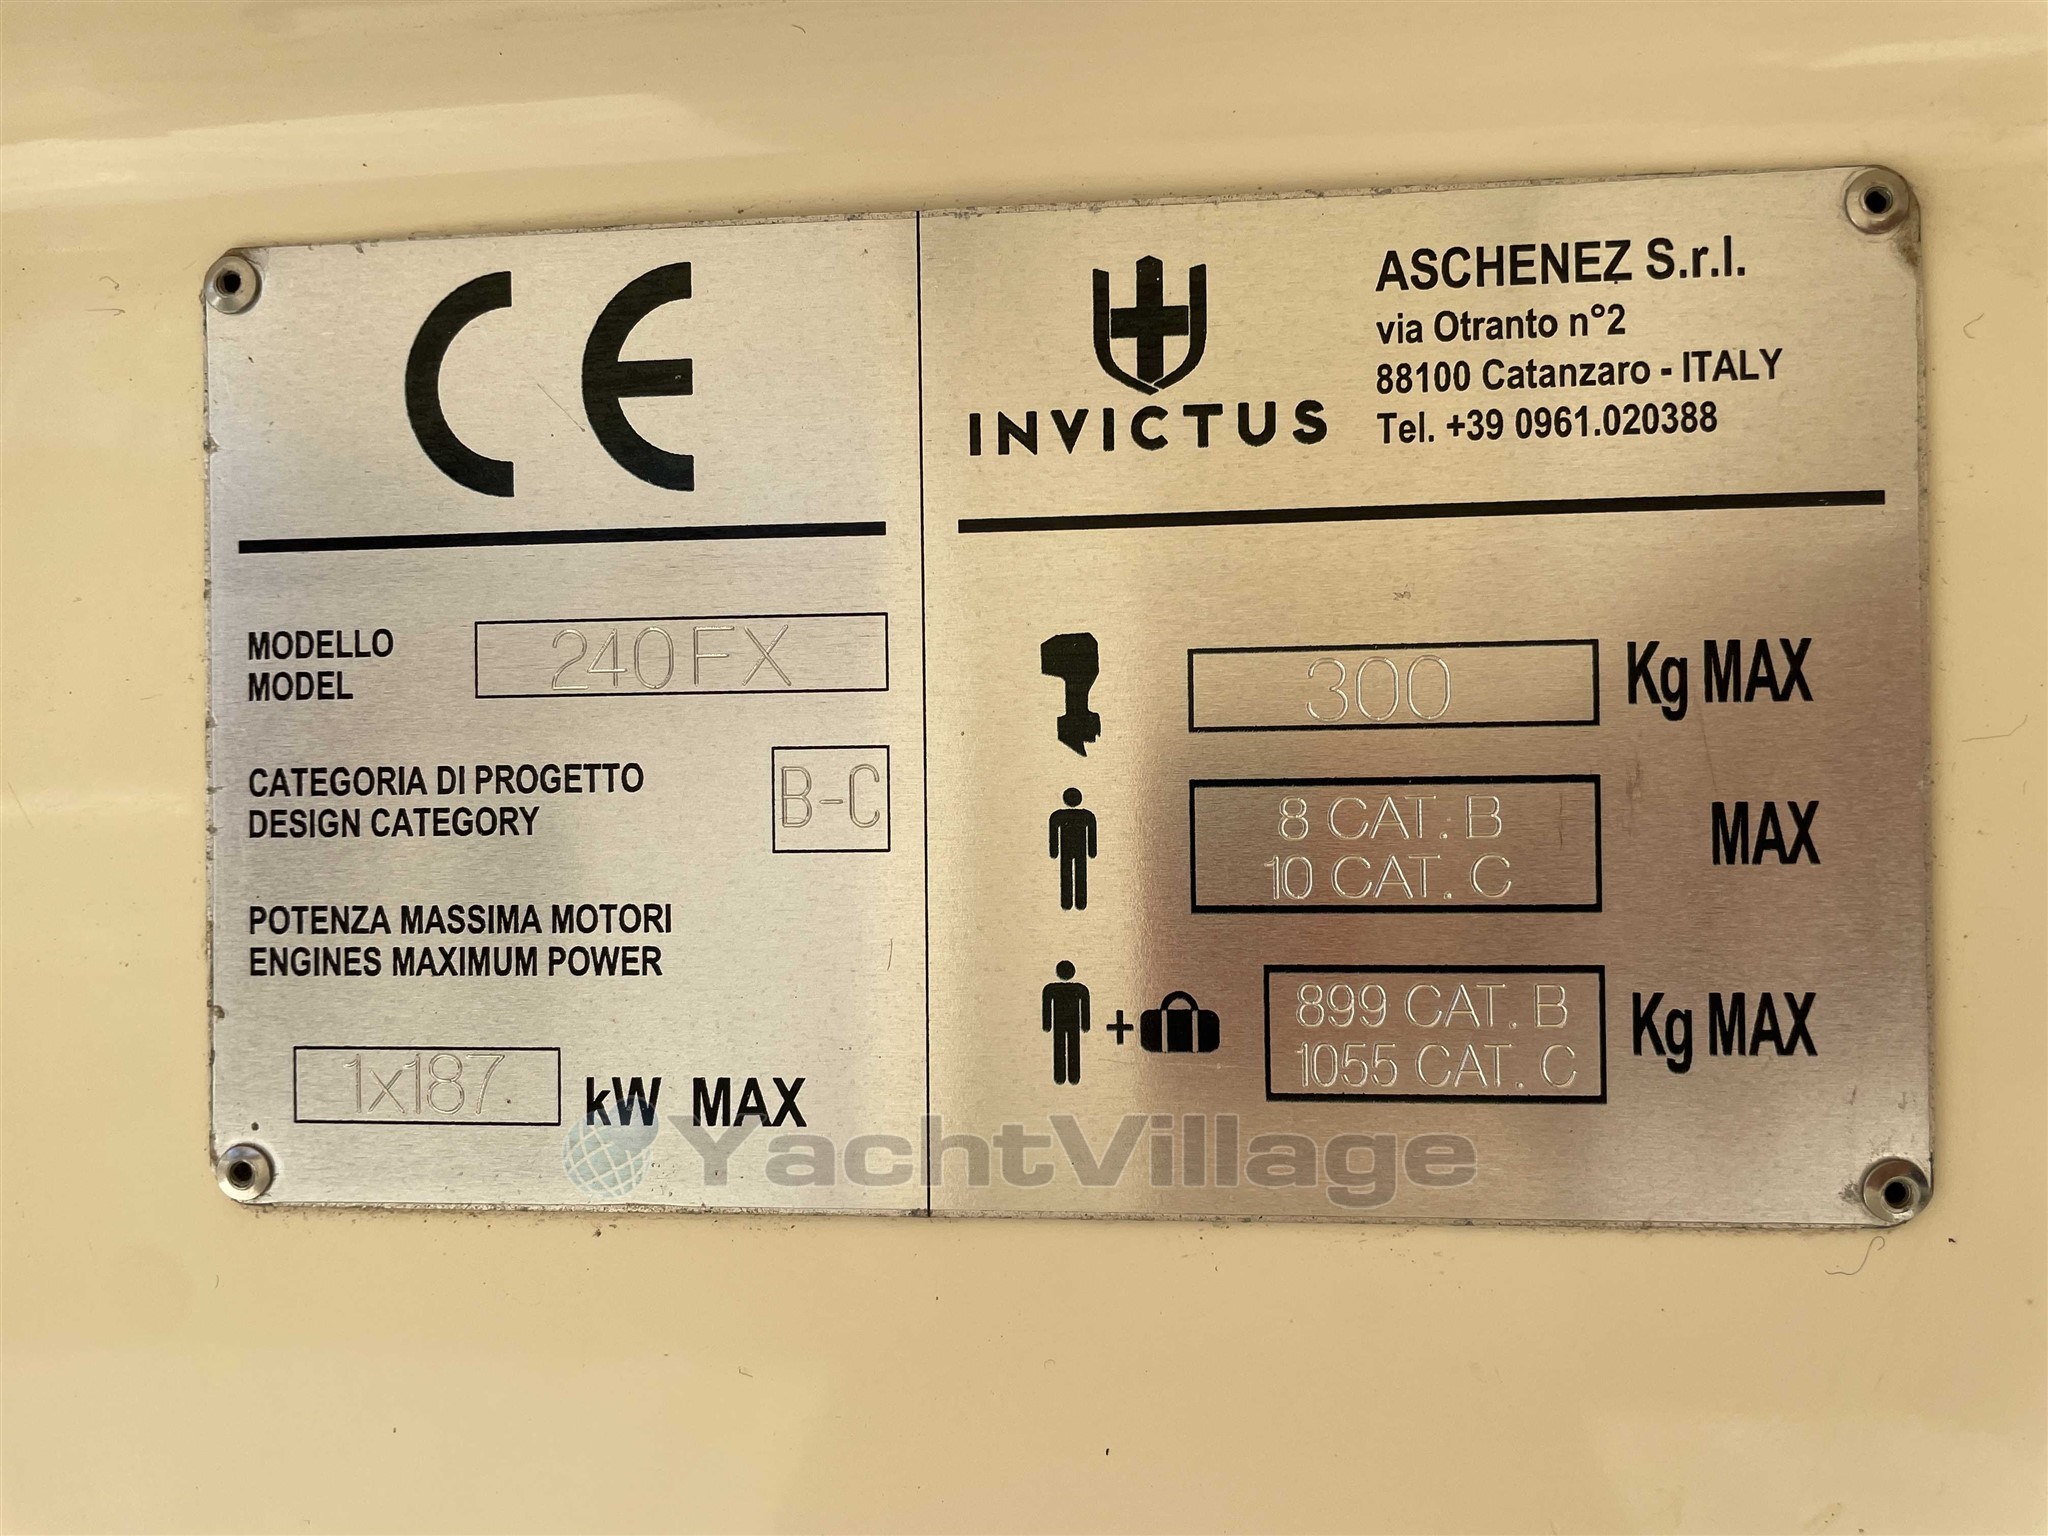 CE
INVICTUS
ASCHENEZ S.r.l.
via Otranto n°2
88100 Catanzaro - ITALY
Tel. +39 0961.020388
MODELLO
MODEL
240FX
CATEGORIA DI PROGETTO
DESIGN CATEGORY
B-C
POTENZA MASSIMA MOTORI
ENGINES MAXIMUM POWER
1x187 kW MAX
300 Kg MAX
8 CAT. B
10 CAT. C
MAX
+
899 CAT. B
1055 CAT. C
Kg MAX
YachtVillage